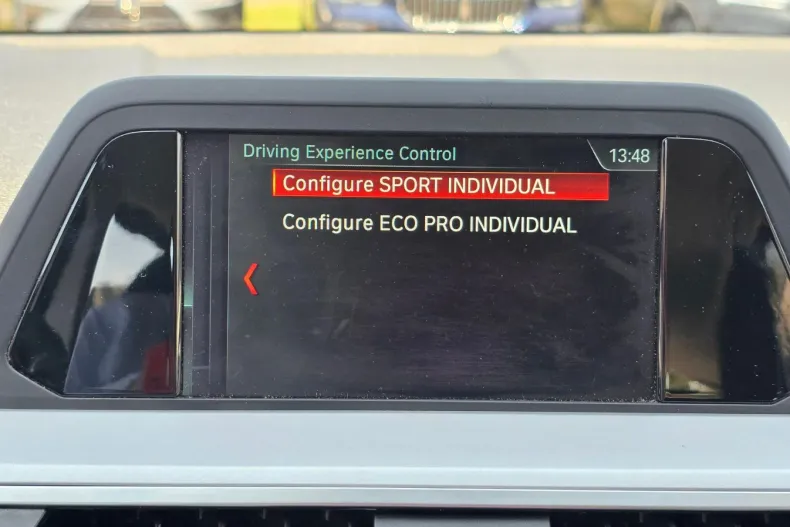 Driving Experience Control
13:48
Configure SPORT INDIVIDUAL
Configure ECO PRO INDIVIDUAL